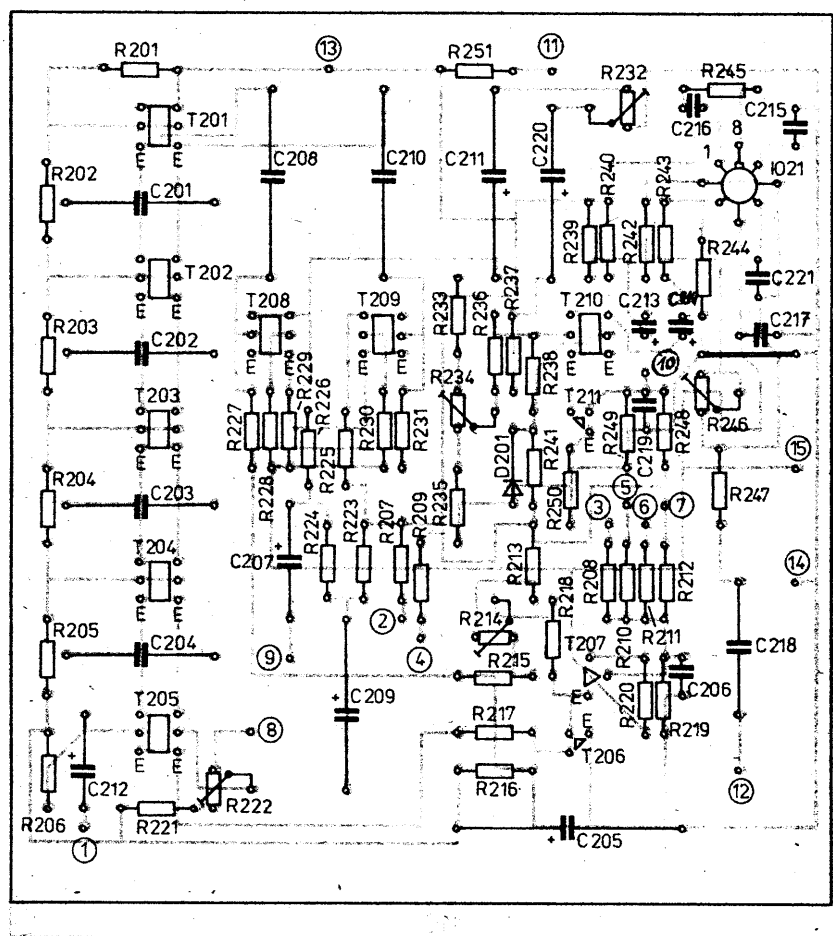 R201
13
R251
11
R232
R245
T201
C216
C215
8
1
IO21
E E
C208
C210
C211
C220
R240
R243
R202
C201
R239
R242
R244
T202
C221
E E
T208
T209
R233
R236
R237
T210
C213
C217
R203
C202
E E
E E
E E
10
R229
R226
R234
R238
T211
R246
T203
R227
R230
R231
E
R249
C219
R248
15
E E
R228
R225
D201
R241
R204
C203
R209
R235
R250
5
R247
3
6
7
T204
R224
R223
R207
C207
R213
R218
R208
R212
14
E E
R205
C204
2
R214
R210
R211
9
4
T207
C218
R215
C206
T205
C209
E
R220
R219
8
R217
E
E E
T206
C212
R222
R216
12
R206
R221
1
C205
+
+
+
+
+
+
+
+